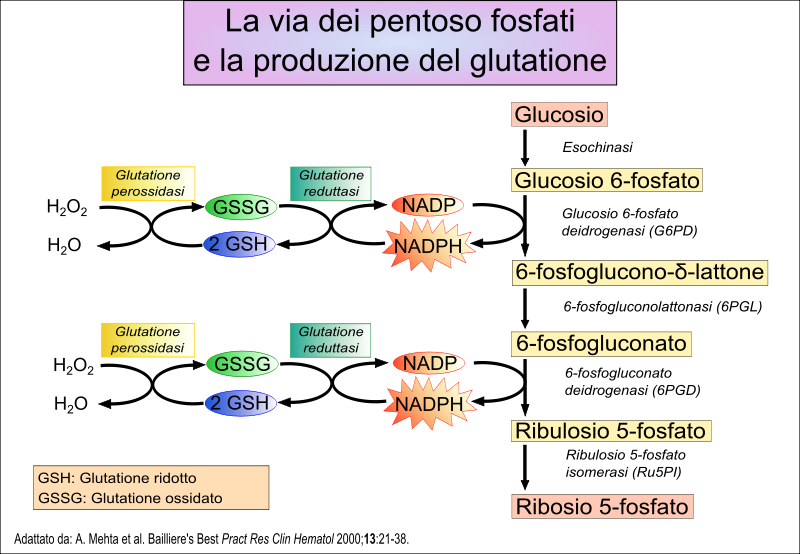 La via dei pentoso fosfati
e la produzione del glutatione
Glucosio
Esochinasi
Glucosio 6-fosfato
Glutatione
perossidasi
Glutatione
reduttasi
H₂O₂
GSSG
NADP
Glucosio 6-fosfato
deidrogenasi (G6PD)
H₂O
2 GSH
NADPH
6-fosfoglucono-δ-lattone
6-fosfogluconolattonasi (6PGL)
6-fosfogluconato
Glutatione
perossidasi
Glutatione
reduttasi
H₂O₂
GSSG
NADP
6-fosfogluconato
deidrogenasi (6PGD)
H₂O
2 GSH
NADPH
Ribulosio 5-fosfato
Ribulosio 5-fosfato
isomerasi (Ru5PI)
Ribosio 5-fosfato
GSH: Glutatione ridotto
GSSG: Glutatione ossidato
Adattato da: A. Mehta et al. Bailliere's Best Pract Res Clin Hematol 2000;13:21-38.